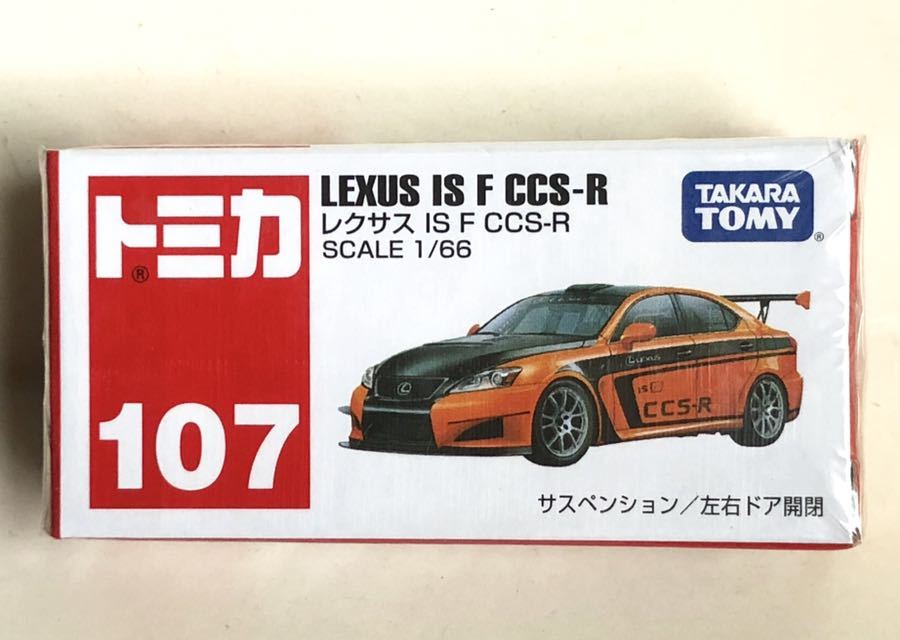 トミカ
®
107
LEXUS IS F CCS-R
レクサス IS F CCS-R
SCALE 1/66
TAKARA
TOMY
®
LEXUS
IS F
CCS-R
サスペンション／左右ドア開閉